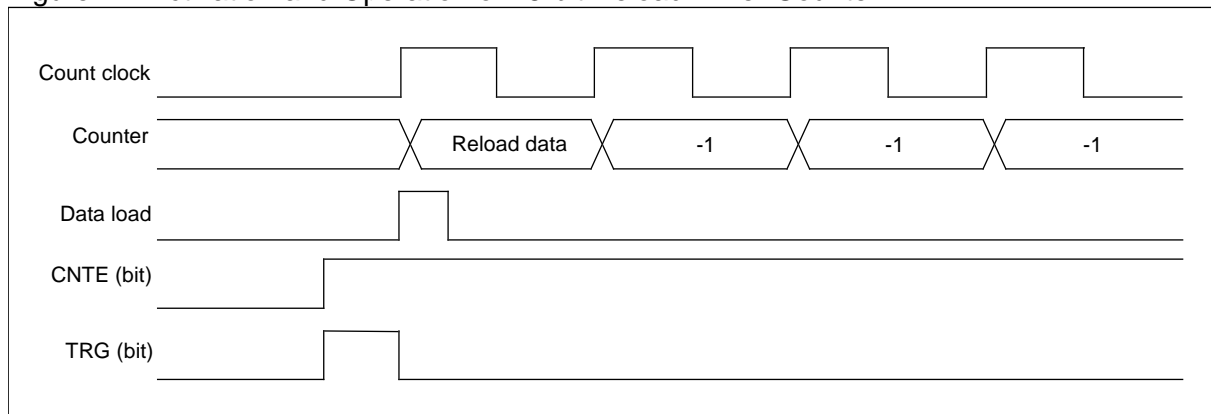 Count clock
Counter
Reload data
-1
-1
-1
Data load
CNTE (bit)
TRG (bit)